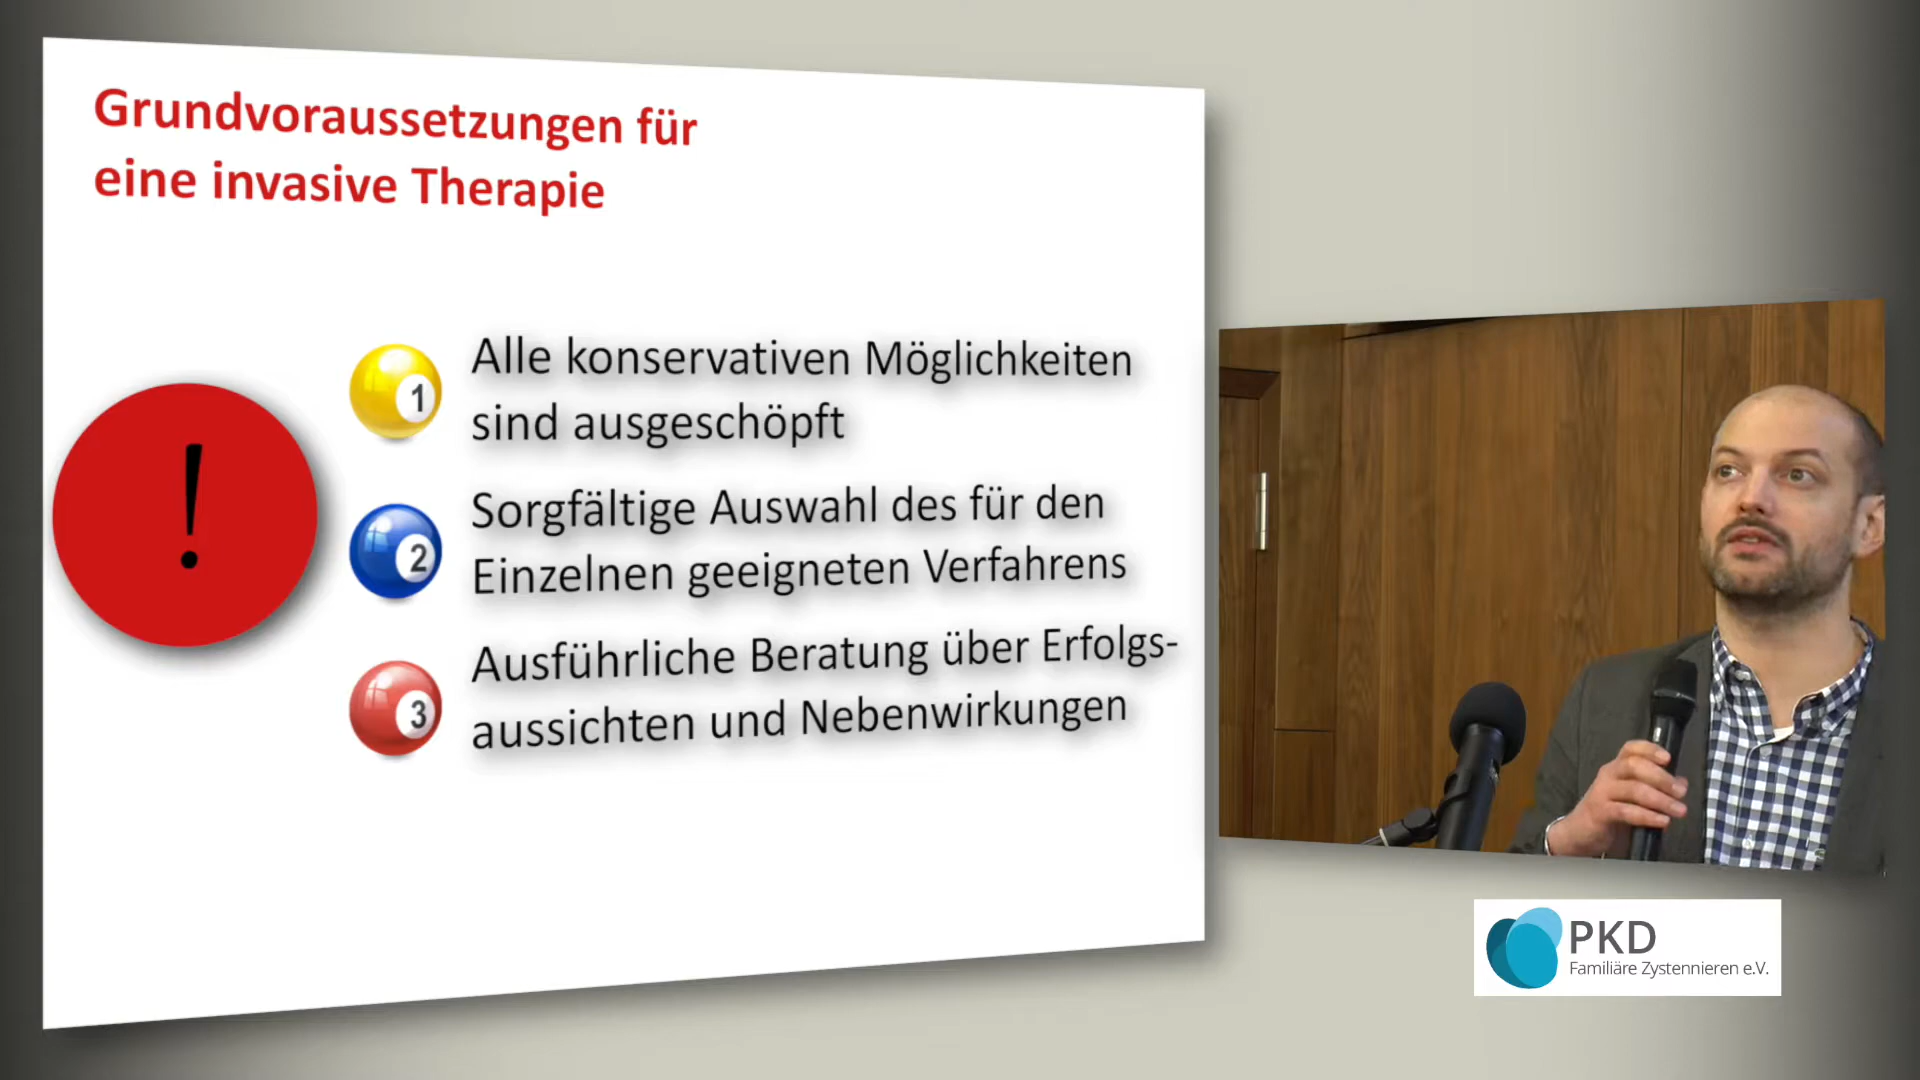 Grundvoraussetzungen für
eine invasive Therapie
!
1
Alle konservativen Möglichkeiten
sind ausgeschöpft
2
Sorgfältige Auswahl des für den
Einzelnen geeigneten Verfahrens
3
Ausführliche Beratung über Erfolgs-
aussichten und Nebenwirkungen
PKD
Familiäre Zystennieren e.V.